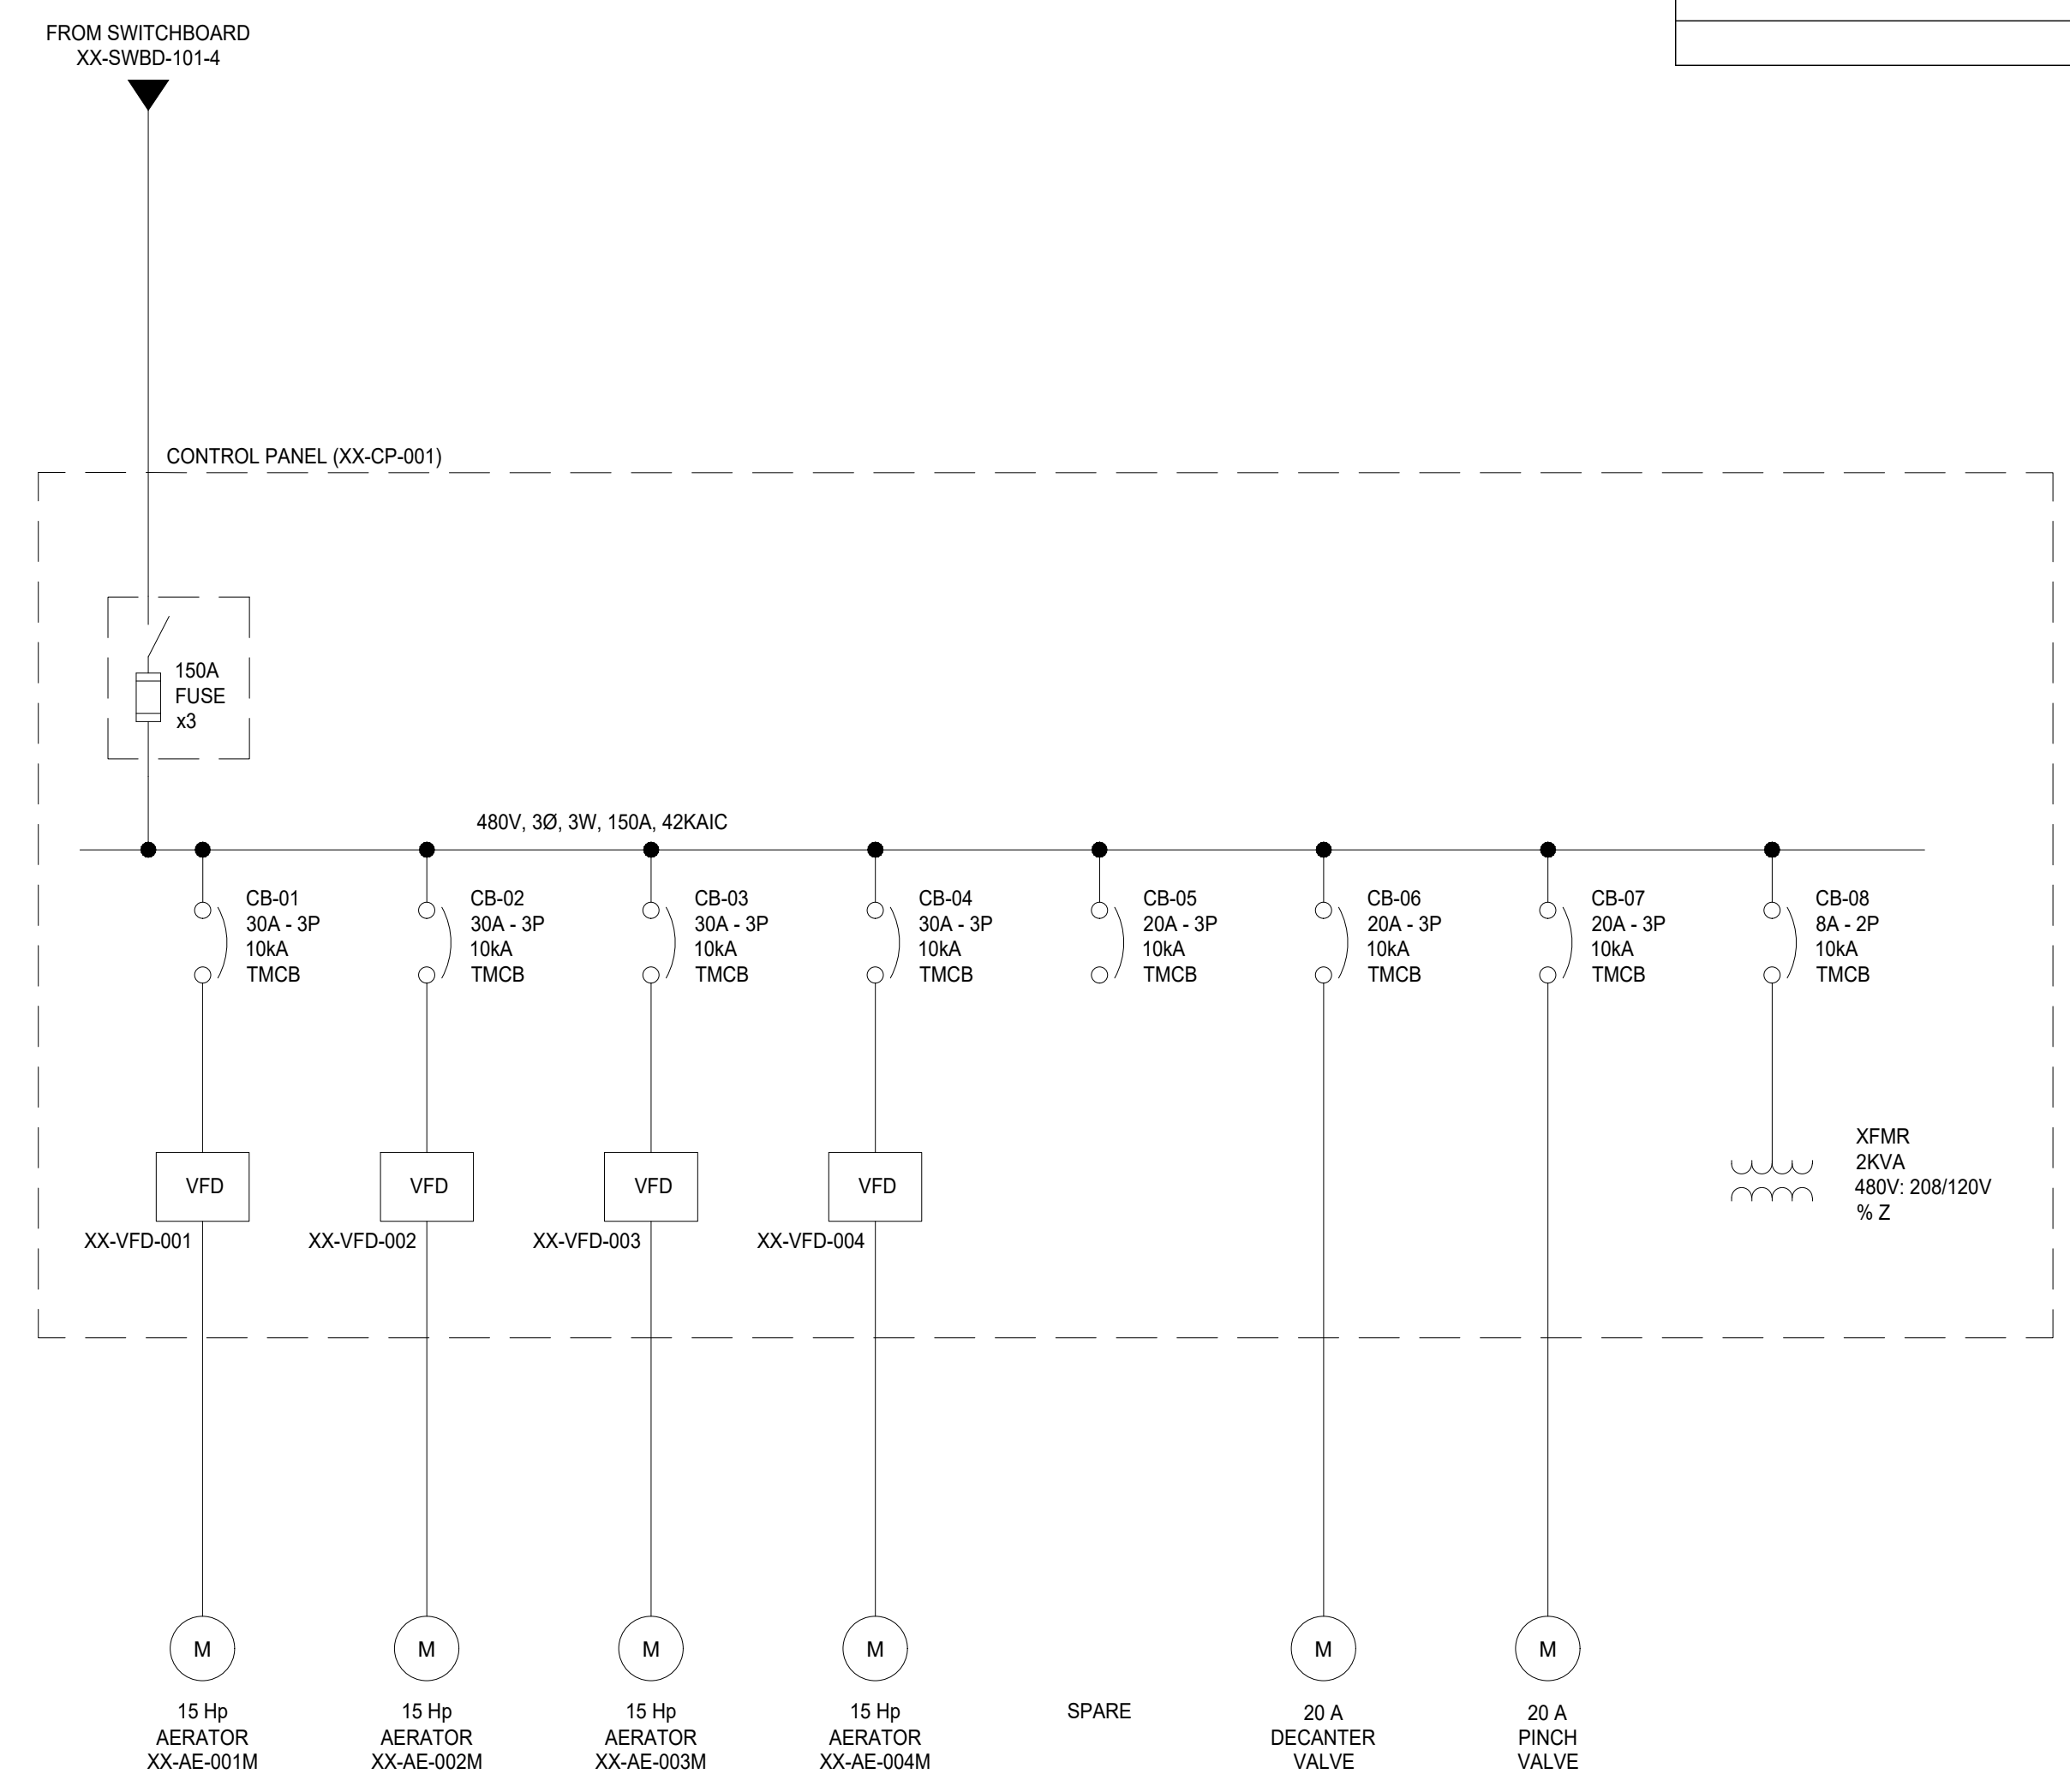 FROM SWITCHBOARD
XX-SWBD-101-4
CONTROL PANEL (XX-CP-001)
150A
FUSE
x3
480V, 3Ø, 3W, 150A, 42KAIC
CB-01
30A - 3P
10kA
TMCB
CB-02
30A - 3P
10kA
TMCB
CB-03
30A - 3P
10kA
TMCB
CB-04
30A - 3P
10kA
TMCB
CB-05
20A - 3P
10kA
TMCB
CB-06
20A - 3P
10kA
TMCB
CB-07
20A - 3P
10kA
TMCB
CB-08
8A - 2P
10kA
TMCB
VFD
XX-VFD-001
VFD
XX-VFD-002
VFD
XX-VFD-003
VFD
XX-VFD-004
XFMR
2KVA
480V: 208/120V
% Z
M
15 Hp
AERATOR
XX-AE-001M
M
15 Hp
AERATOR
XX-AE-002M
M
15 Hp
AERATOR
XX-AE-003M
M
15 Hp
AERATOR
XX-AE-004M
SPARE
M
20 A
DECANTER
VALVE
M
20 A
PINCH
VALVE